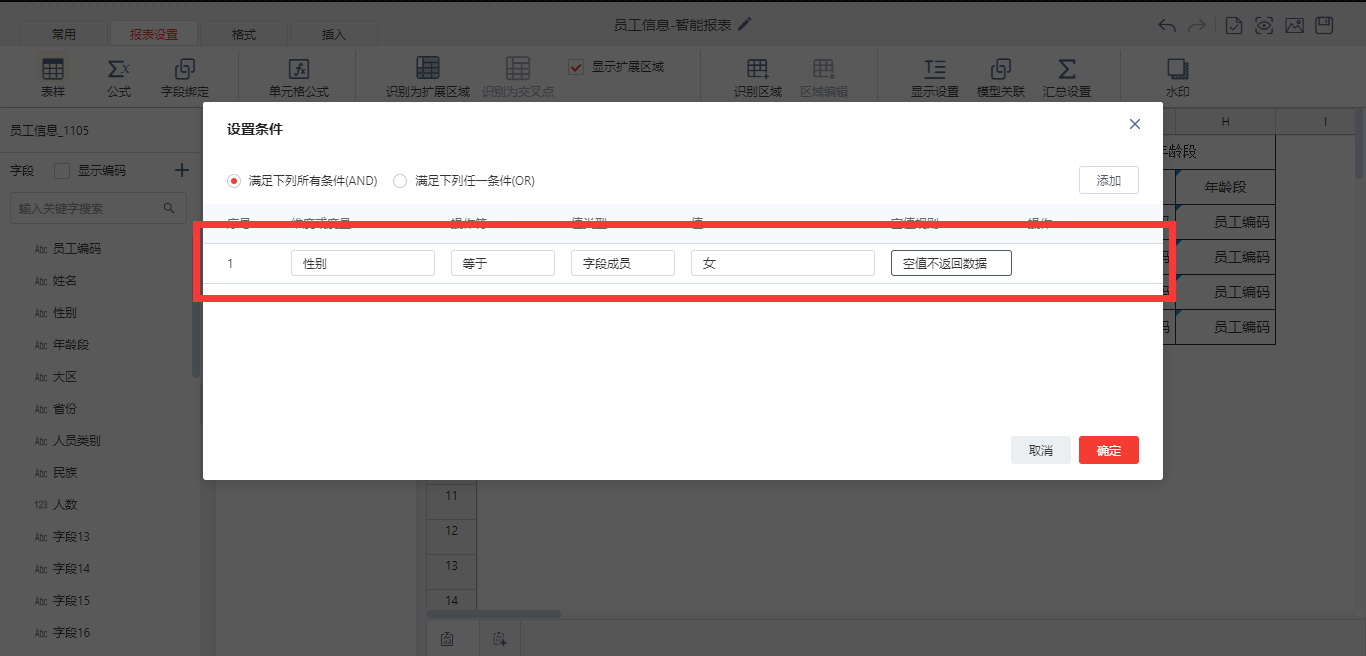 员工信息-智能报表
常用 报表设置 格式 插入
表样 公式 字段绑定 单元格公式 识别为扩展区域 识别为交叉点 显示扩展区域 识别区域 区域编辑 显示设置 模型关联 汇总设置 水印
员工信息_1105
字段 显示编码
输入关键字搜索
Abc 员工编码
Abc 姓名
Abc 性别
Abc 年龄段
Abc 大区
Abc 省份
Abc 人员类别
Abc 民族
123 人数
Abc 字段13
Abc 字段14
Abc 字段15
Abc 字段16
设置条件
满足下列所有条件(AND) 满足下列任一条件(OR) 添加
序号 维度或度量 操作符 值类型 值 空值规则 操作
1 性别 等于 字段成员 女 空值不返回数据
取消 确定
H I
年龄段
年龄段
员工编码
员工编码
员工编码
码 员工编码
11
12
13
14